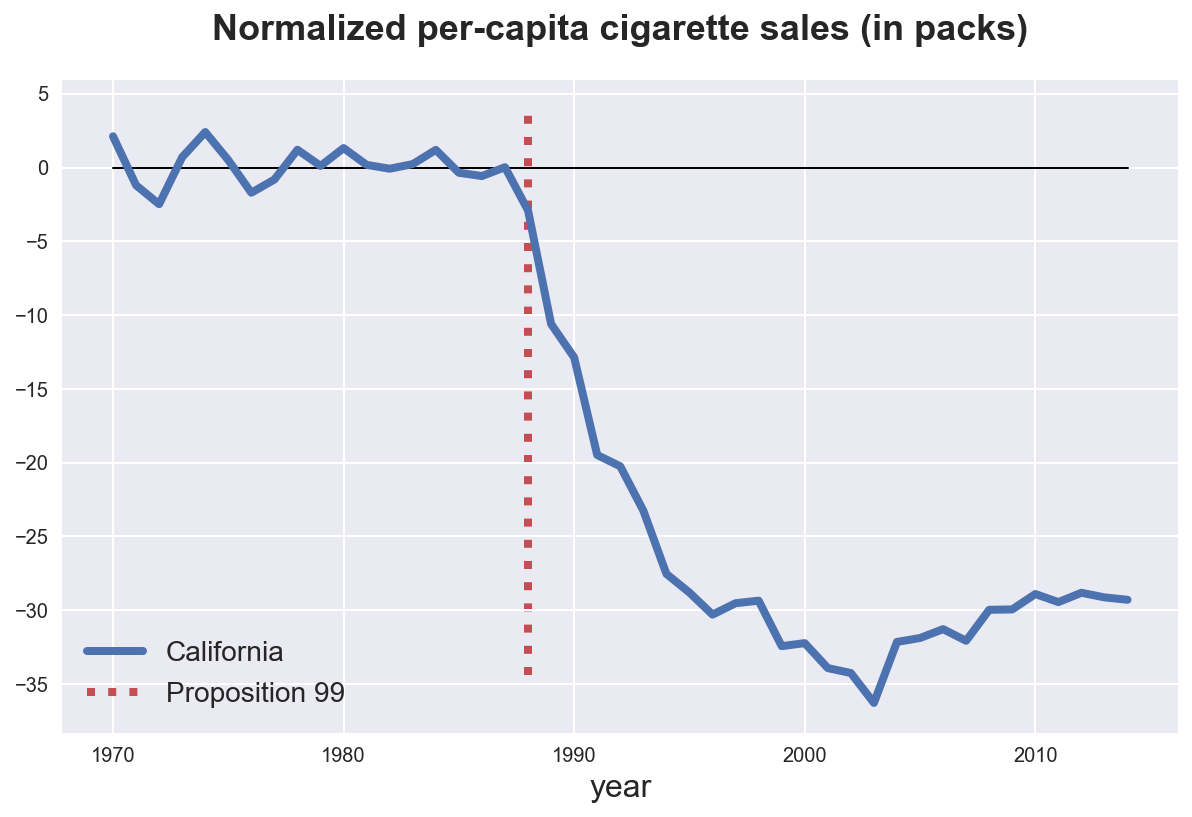 Normalized per-capita cigarette sales (in packs)
5
0
−5
−10
−15
−20
−25
−30
−35
California
Proposition 99
1970 1980 1990 2000 2010
year